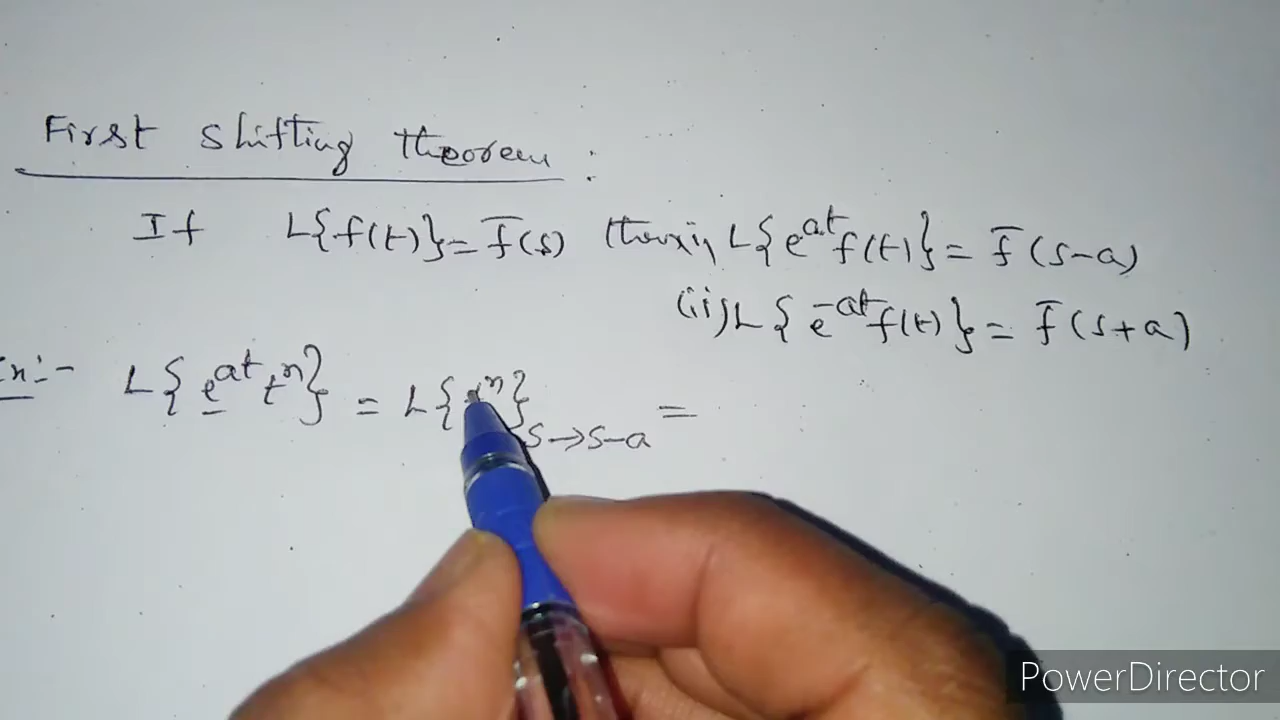 First shifting theorem :
If L{f(t)} = f̅(s) then(i) L{e^{at} f(t)} = f̅(s-a)
(ii) L{e^{-at} f(t)} = f̅(s+a)
Ex:- L{e^{at} t^n} = L{t^n}_{s→s-a} =
PowerDirector